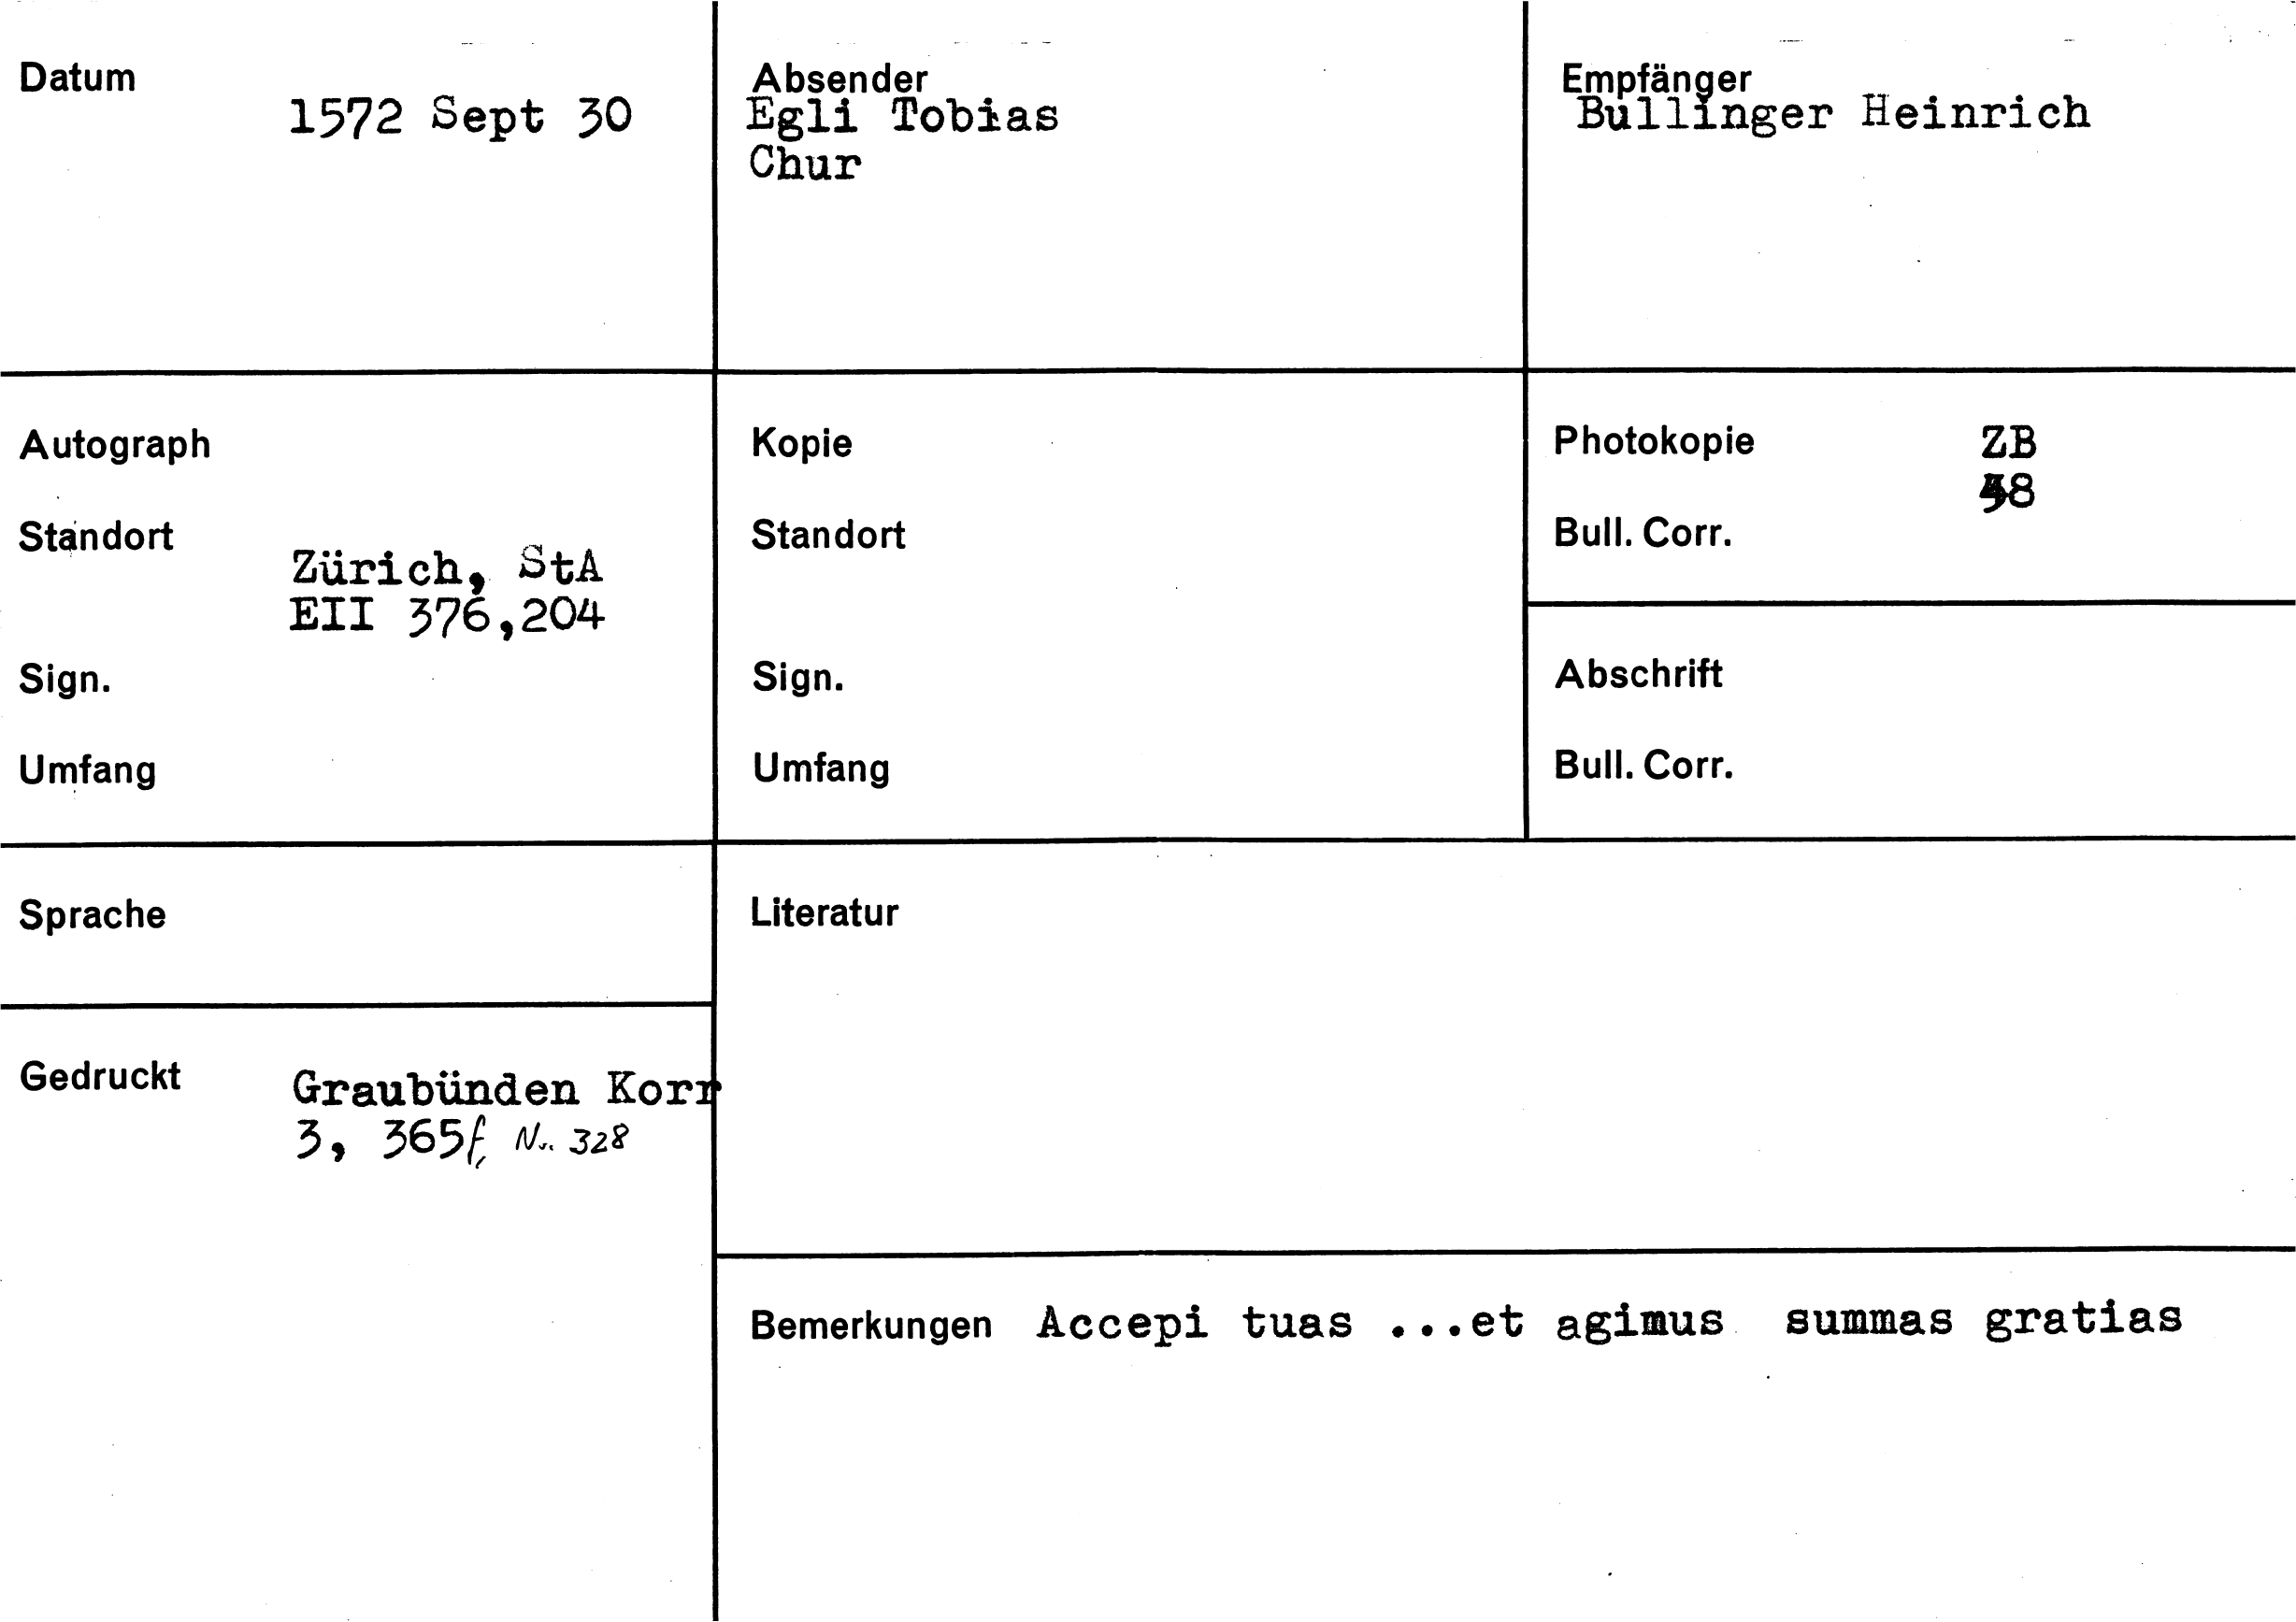 Datum
1572 Sept 30
Absender
Egli Tobias
Chur
Empfänger
Bullinger Heinrich
Autograph
Standort
Zürich, StA
EII 376,204
Sign.
Umfang
Kopie
Standort
Sign.
Umfang
Photokopie ZB
Bull. Corr.
Abschrift
Bull. Corr.
Sprache
Literatur
Gedruckt
Graubünden Korr
3, 365f, Nr. 328
Bemerkungen Accepi tuas ...et agimus summas gratias